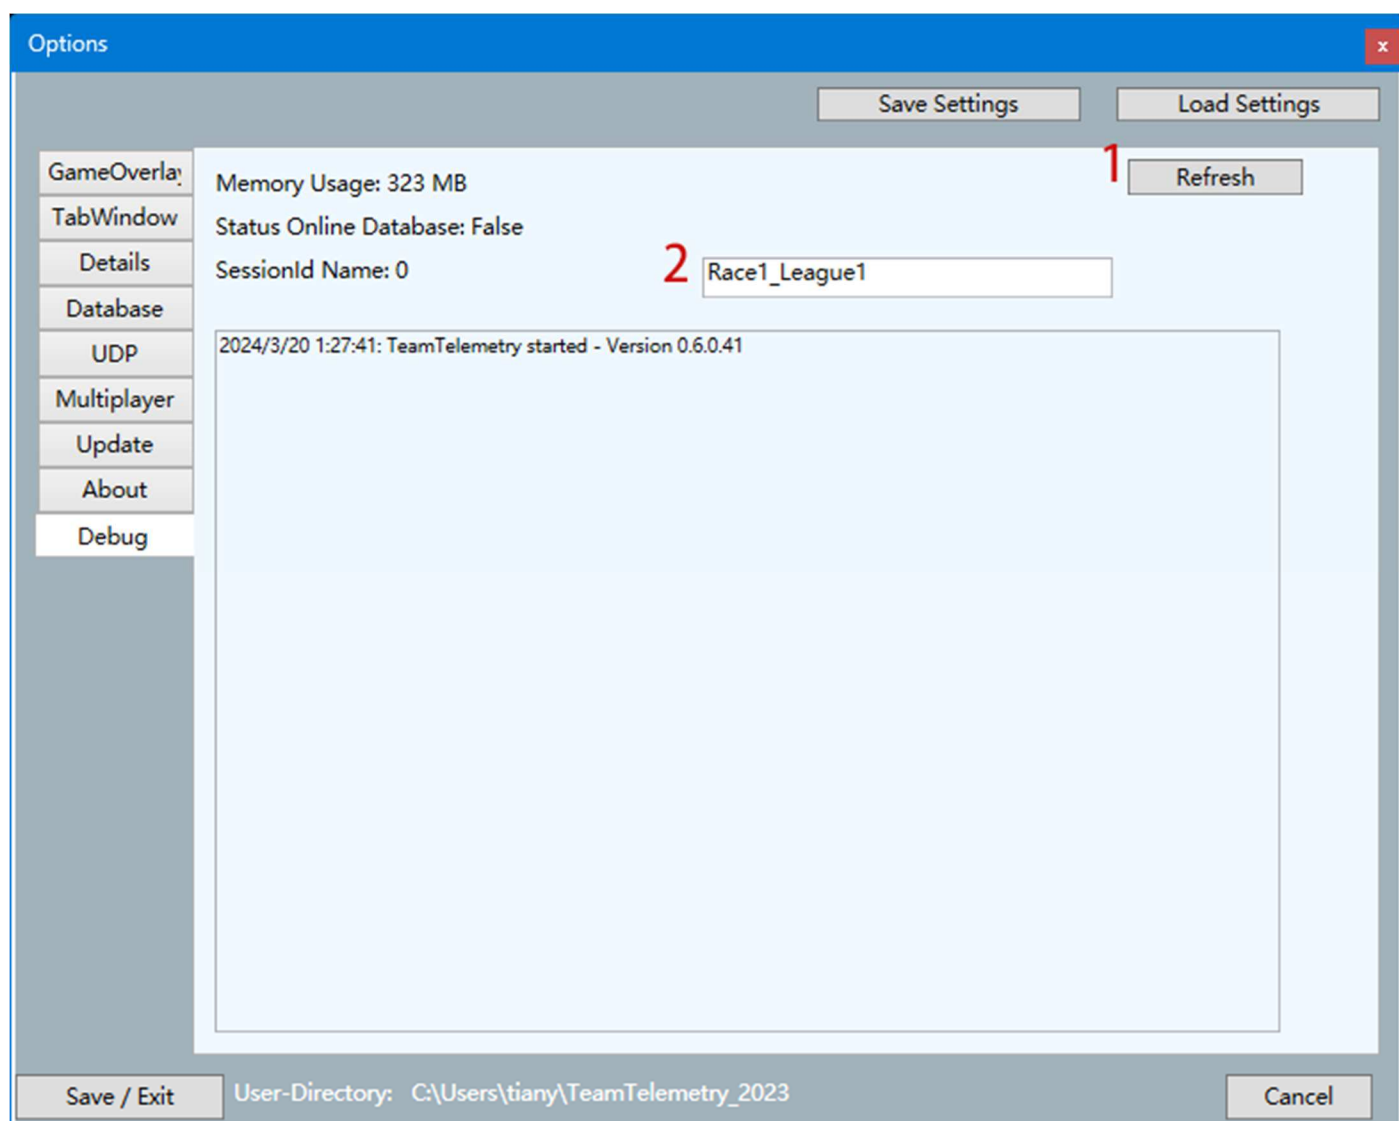 Options
x
Save Settings
Load Settings
GameOverlay
TabWindow
Details
Database
UDP
Multiplayer
Update
About
Debug
1
Refresh
Memory Usage: 323 MB
Status Online Database: False
SessionId Name: 0
2
Race1_League1
2024/3/20 1:27:41: TeamTelemetry started - Version 0.6.0.41
Save / Exit
User-Directory: C:\Users\tiany\TeamTelemetry_2023
Cancel